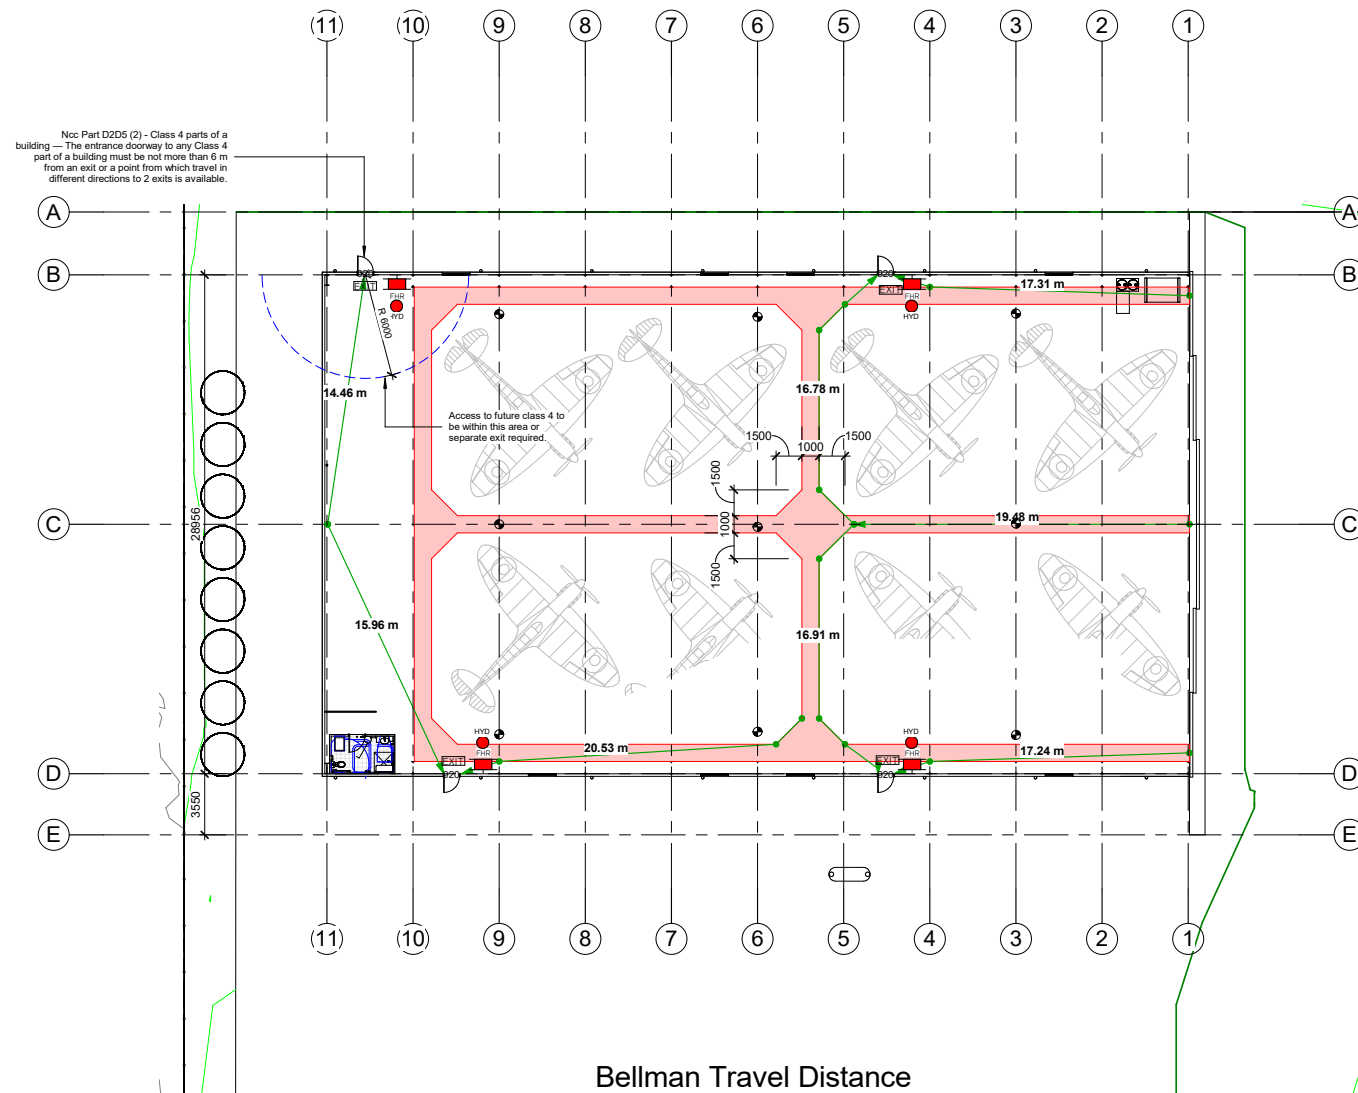 11 10 9 8 7 6 5 4 3 2 1
Ncc Part D2D5 (2) - Class 4 parts of a
building — The entrance doorway to any Class 4
part of a building must be not more than 6 m
from an exit or a point from which travel in
different directions to 2 exits is available.
A A
B B
920 920
EXIT EXIT
FHR FHR
HYD HYD
17.31 m
R 6000
14.46 m
16.78 m
Access to future class 4 to
be within this area or
separate exit required.
1500 1000 1500
1500
1000
1500
28956
C C
19.48 m
15.96 m
16.91 m
HYD HYD
FHR FHR
20.53 m
17.24 m
EXIT EXIT
920 920
D D
3550
E E
11 10 9 8 7 6 5 4 3 2 1
Bellman Travel Distance